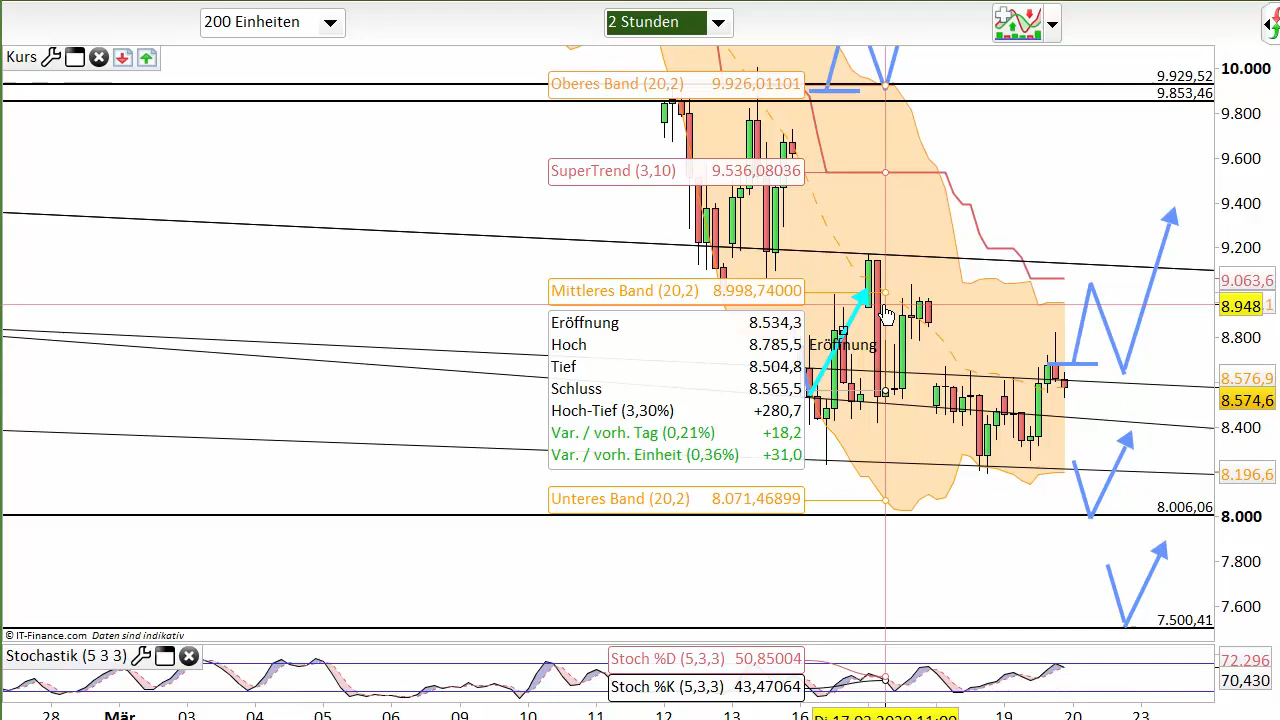 200 Einheiten
2 Stunden
Kurs
10.000
9.929,52
9.853,46
Oberes Band (20,2) 9.926,01101
9.800
9.600
SuperTrend (3,10) 9.536,08036
9.400
9.200
9.063,6
Mittleres Band (20,2) 8.998,74000
8.948
1
Eröffnung 8.534,3
Hoch 8.785,5
Eröffnung
8.800
Tief 8.504,8
8.576,9
Schluss 8.565,5
8.574,6
Hoch-Tief (3,30%) +280,7
8.400
Var. / vorh. Tag (0,21%) +18,2
Var. / vorh. Einheit (0,36%) +31,0
8.196,6
Unteres Band (20,2) 8.071,46899
8.006,06
8.000
7.800
7.600
7.500,41
© IT-Finance.com Daten sind indikativ
Stochastik (5 3 3)
Stoch %D (5,3,3) 50,85004
72,296
Stoch %K (5,3,3) 43,47064
70,430
28 Mär 03 04 05 06 09 10 11 12 13 16 Di 17.03.2020 11:00 19 20 23